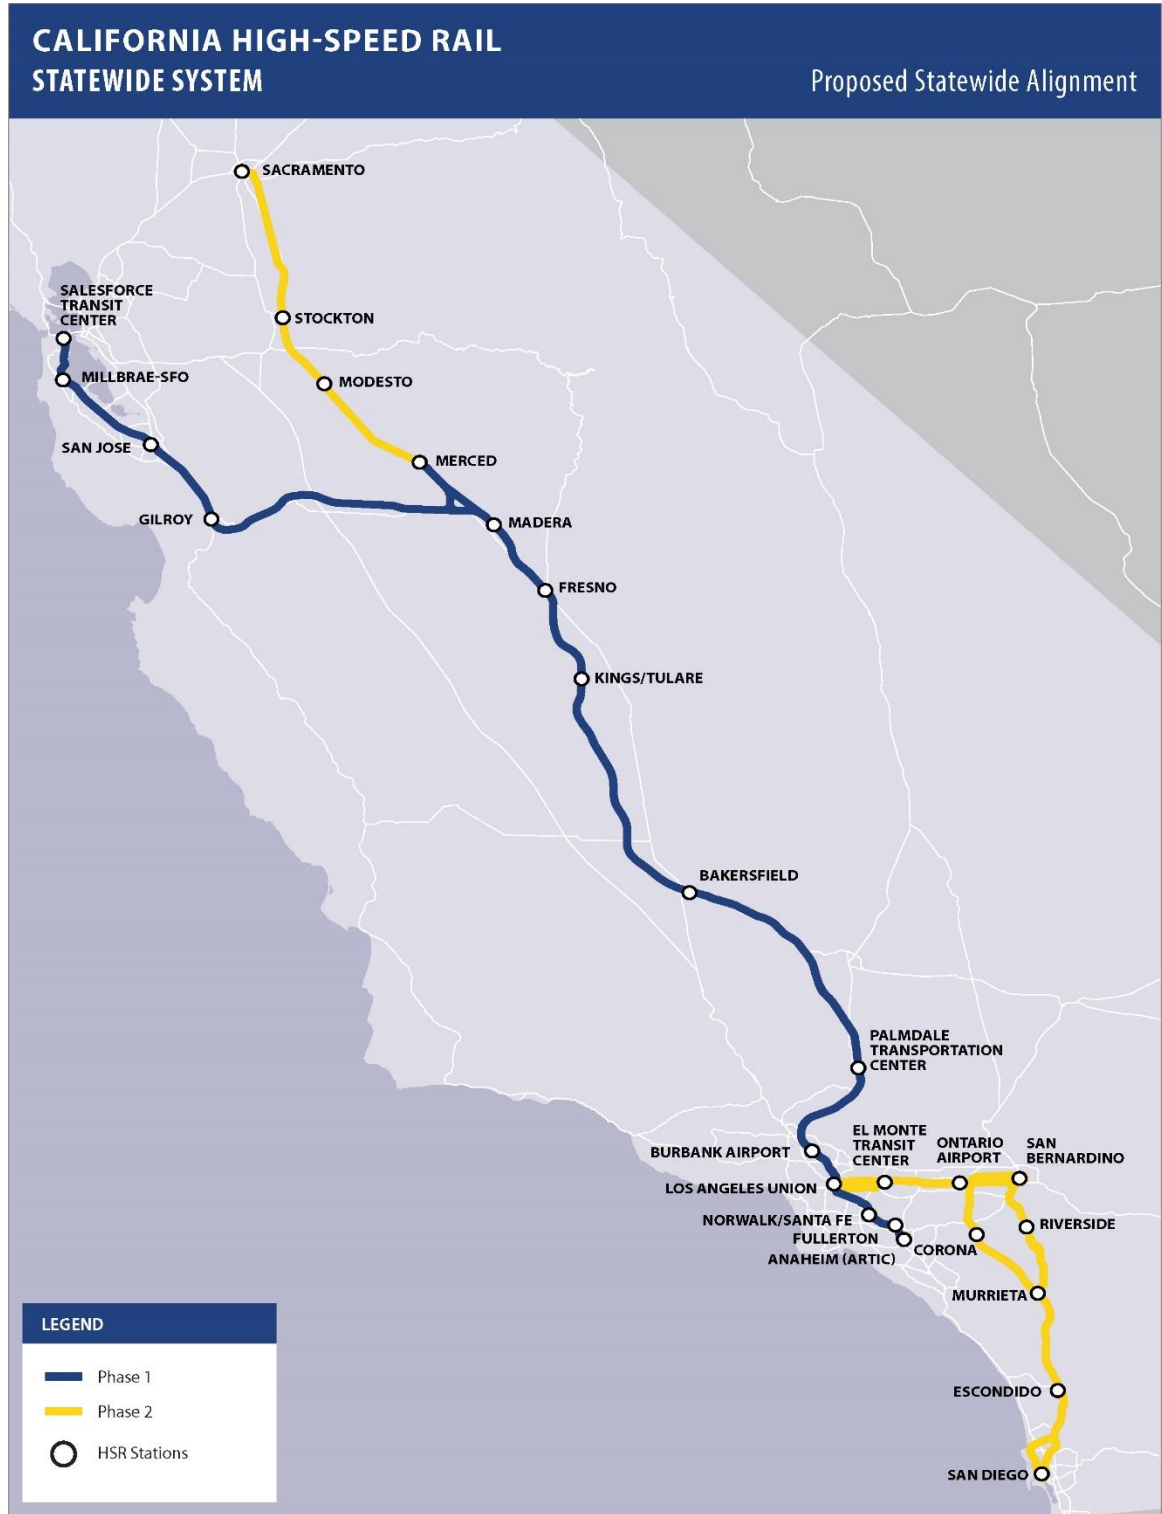 CALIFORNIA HIGH-SPEED RAIL
STATEWIDE SYSTEM
Proposed Statewide Alignment
SACRAMENTO
SALESFORCE
TRANSIT
CENTER
STOCKTON
MILLBRAE-SFO
MODESTO
SAN JOSE
MERCED
GILROY
MADERA
FRESNO
KINGS/TULARE
BAKERSFIELD
PALMDALE
TRANSPORTATION
CENTER
BURBANK AIRPORT
EL MONTE
TRANSIT
CENTER
ONTARIO
AIRPORT
SAN
BERNARDINO
LOS ANGELES UNION
NORWALK/SANTA FE
FULLERTON
ANAHEIM (ARTIC)
CORONA
RIVERSIDE
MURRIETA
ESCONDIDO
SAN DIEGO
LEGEND
Phase 1
Phase 2
HSR Stations